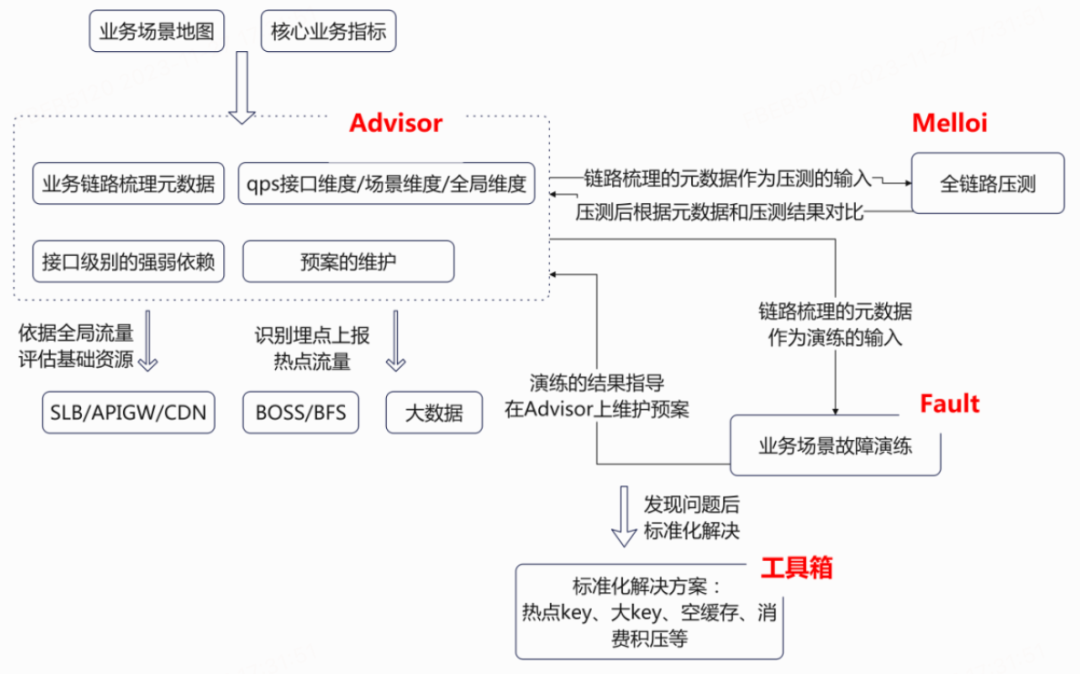 业务场景地图
核心业务指标
Advisor
Melloi
业务链路梳理元数据
qps接口维度/场景维度/全局维度
链路梳理的元数据作为压测的输入
全链路压测
压测后根据元数据和压测结果对比
接口级别的强弱依赖
预案的维护
依据全局流量
评估基础资源
识别埋点上报
热点流量
链路梳理的元数据
作为演练的输入
SLB/APIGW/CDN
BOSS/BFS
大数据
演练的结果指导
在Advisor上维护预案
Fault
业务场景故障演练
发现问题后
标准化解决
工具箱
标准化解决方案：
热点key、大key、空缓存、消
费积压等